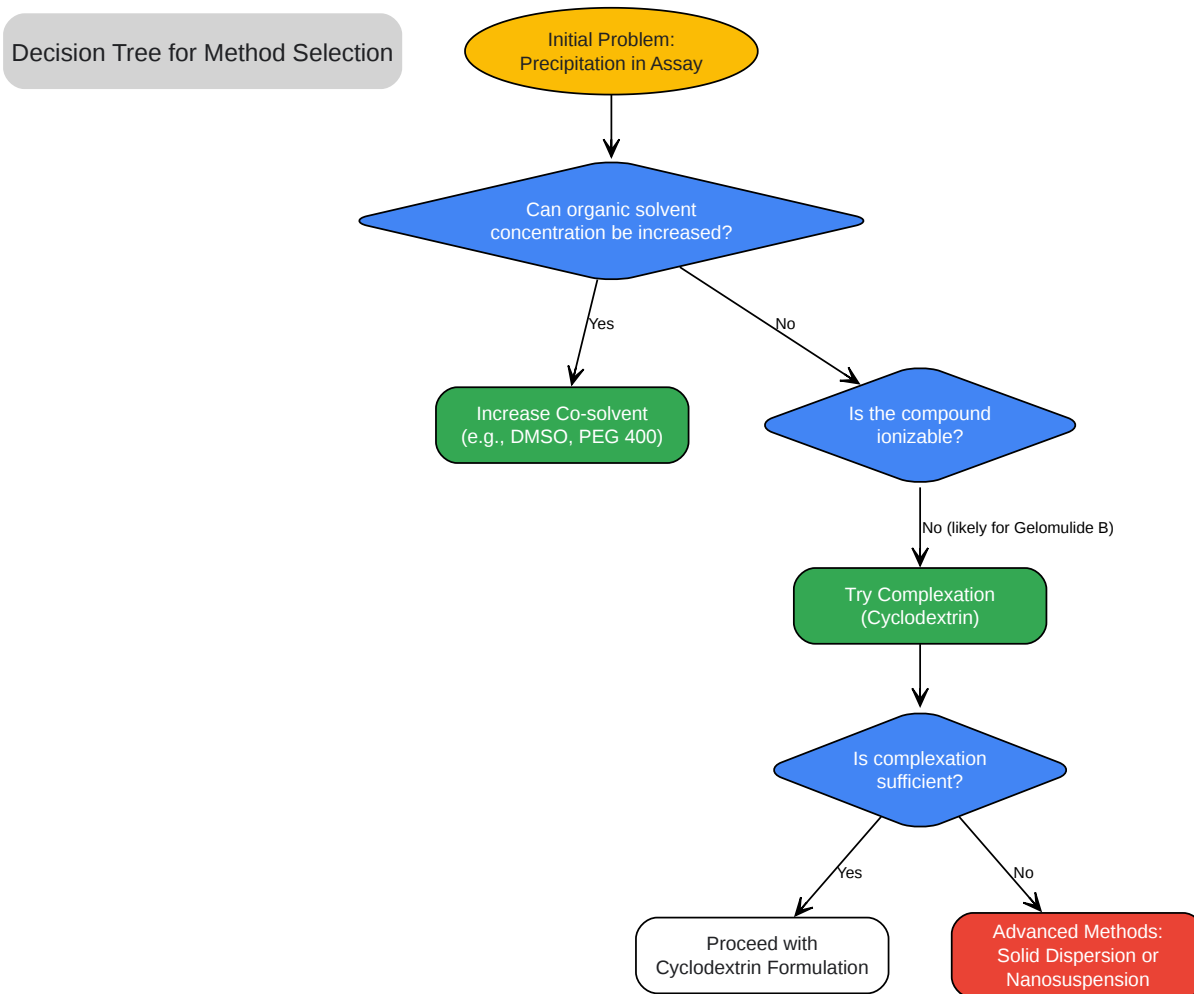 Decision Tree for Method Selection
Initial Problem:
Precipitation in Assay
Can organic solvent
concentration be increased?
Yes
No
Increase Co-solvent
(e.g., DMSO, PEG 400)
Is the compound
ionizable?
No (likely for Gelomulide B)
Try Complexation
(Cyclodextrin)
Is complexation
sufficient?
Yes
No
Proceed with
Cyclodextrin Formulation
Advanced Methods:
Solid Dispersion or
Nanosuspension